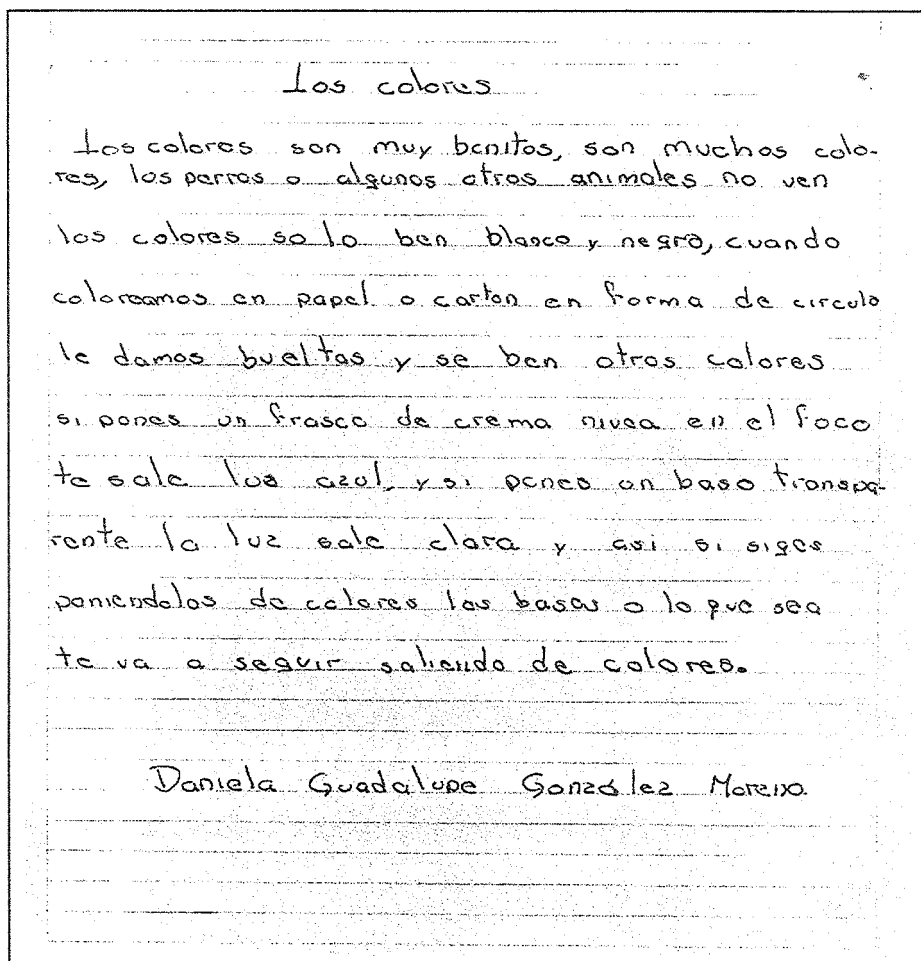 Los colores
Los colores son muy bonitos, son muchos colo-
res, los perros o algunos otros animales no ven
los colores solo ben blanco y negro, cuando
coloreamos en papel o carton en forma de circulo
le damos bueltas y se ben otros colores
si pones un frasco de crema nivea en el foco
te sale lus azul, y si pones un baso transpa-
rente la luz sale clara y asi si siges
poniendolos de colores los basos o lo que sea
te va a seguir saliendo de colores.
Daniela Guadalupe González Moreno.